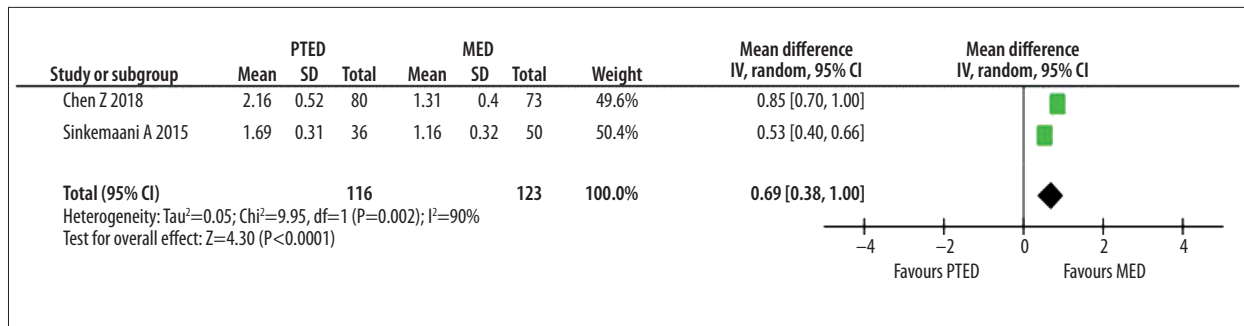 PTED MED Mean difference Mean difference
Study or subgroup Mean SD Total Mean SD Total Weight IV, random, 95% CI IV, random, 95% CI
Chen Z 2018 2.16 0.52 80 1.31 0.4 73 49.6% 0.85 [0.70, 1.00]
Sinkemaani A 2015 1.69 0.31 36 1.16 0.32 50 50.4% 0.53 [0.40, 0.66]
Total (95% CI) 116 123 100.0% 0.69 [0.38, 1.00]
Heterogeneity: Tau²=0.05; Chi²=9.95, df=1 (P=0.002); I²=90%
Test for overall effect: Z=4.30 (P<0.0001)
−4 −2 0 2 4
Favours PTED Favours MED